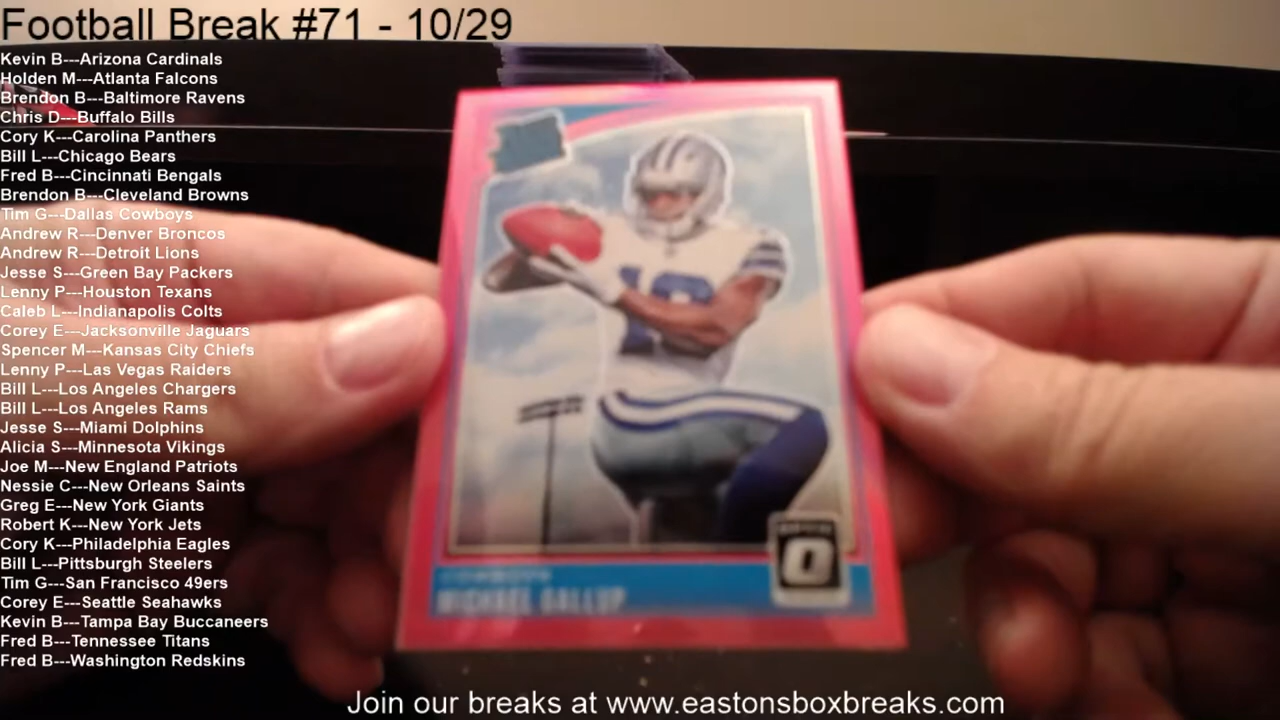 Football Break #71 - 10/29
Kevin B---Arizona Cardinals
Holden M---Atlanta Falcons
Brendon B---Baltimore Ravens
Chris D---Buffalo Bills
Cory K---Carolina Panthers
Bill L---Chicago Bears
Fred B---Cincinnati Bengals
Brendon B---Cleveland Browns
Tim G---Dallas Cowboys
Andrew R---Denver Broncos
Andrew R---Detroit Lions
Jesse S---Green Bay Packers
Lenny P---Houston Texans
Caleb L---Indianapolis Colts
Corey E---Jacksonville Jaguars
Spencer M---Kansas City Chiefs
Lenny P---Las Vegas Raiders
Bill L---Los Angeles Chargers
Bill L---Los Angeles Rams
Jesse S---Miami Dolphins
Alicia S---Minnesota Vikings
Joe M---New England Patriots
Nessie C---New Orleans Saints
Greg E---New York Giants
Robert K---New York Jets
Cory K---Philadelphia Eagles
Bill L---Pittsburgh Steelers
Tim G---San Francisco 49ers
Corey E---Seattle Seahawks
Kevin B---Tampa Bay Buccaneers
Fred B---Tennessee Titans
Fred B---Washington Redskins
COWBOYS
MICHAEL GALLUP
O
Join our breaks at www.eastonsboxbreaks.com